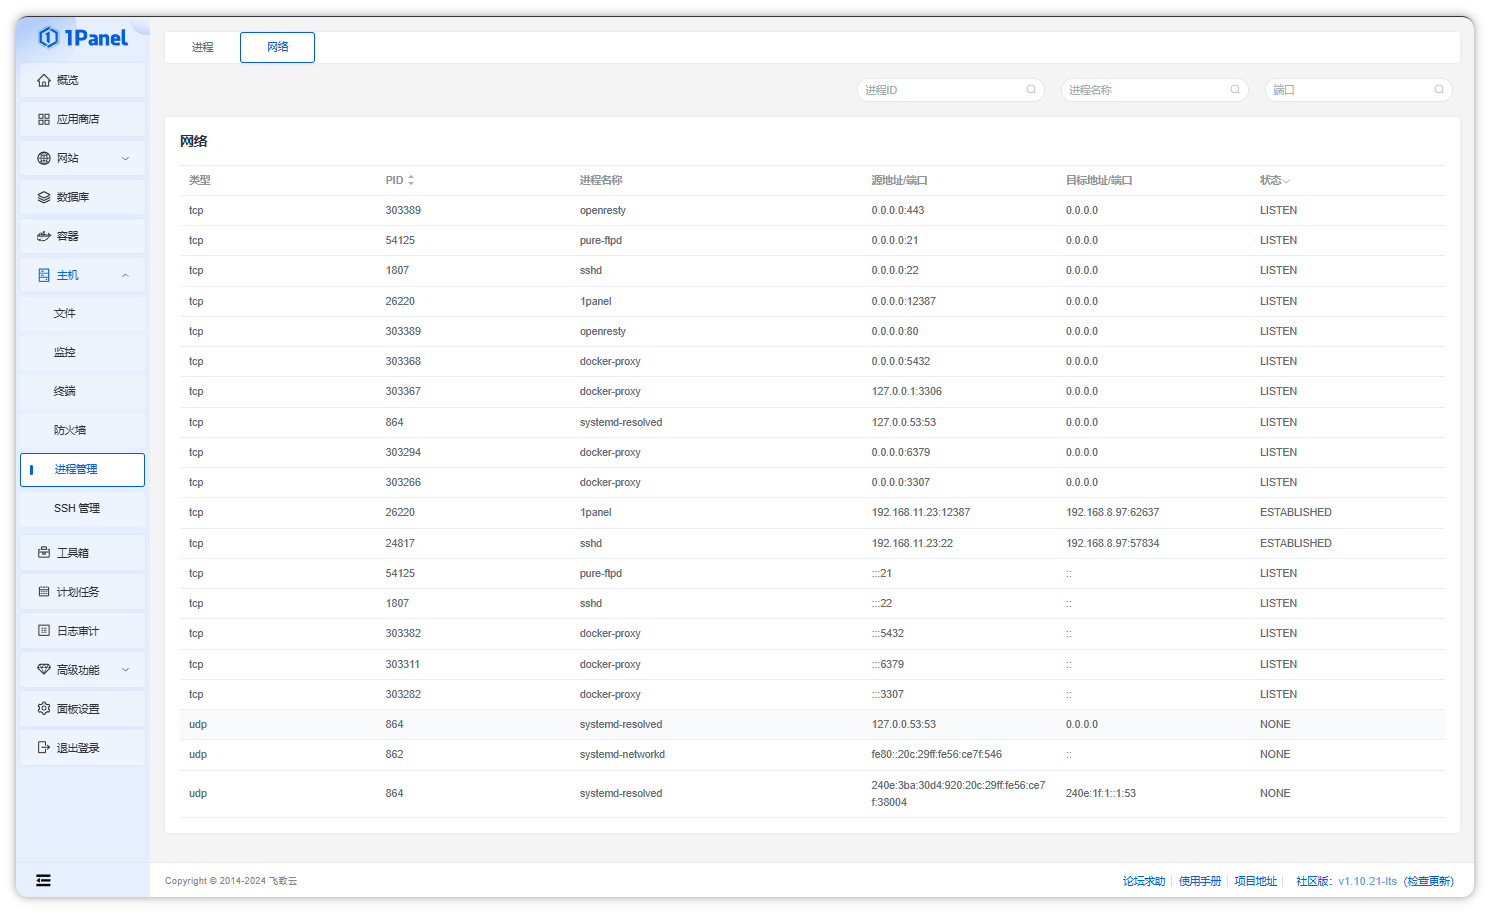 1Panel
概览
应用商店
网站
数据库
容器
主机
文件
监控
终端
防火墙
进程管理
SSH 管理
工具箱
计划任务
日志审计
高级功能
面板设置
退出登录
进程 网络
进程ID 进程名称 端口
网络
类型 PID 进程名称 源地址/端口 目标地址/端口 状态
tcp 303389 openresty 0.0.0.0:443 0.0.0.0 LISTEN
tcp 54125 pure-ftpd 0.0.0.0:21 0.0.0.0 LISTEN
tcp 1807 sshd 0.0.0.0:22 0.0.0.0 LISTEN
tcp 26220 1panel 0.0.0.0:12387 0.0.0.0 LISTEN
tcp 303389 openresty 0.0.0.0:80 0.0.0.0 LISTEN
tcp 303368 docker-proxy 0.0.0.0:5432 0.0.0.0 LISTEN
tcp 303367 docker-proxy 127.0.0.1:3306 0.0.0.0 LISTEN
tcp 864 systemd-resolved 127.0.0.53:53 0.0.0.0 LISTEN
tcp 303294 docker-proxy 0.0.0.0:6379 0.0.0.0 LISTEN
tcp 303266 docker-proxy 0.0.0.0:3307 0.0.0.0 LISTEN
tcp 26220 1panel 192.168.11.23:12387 192.168.8.97:62637 ESTABLISHED
tcp 24817 sshd 192.168.11.23:22 192.168.8.97:57834 ESTABLISHED
tcp 54125 pure-ftpd :::21 :: LISTEN
tcp 1807 sshd :::22 :: LISTEN
tcp 303382 docker-proxy :::5432 :: LISTEN
tcp 303311 docker-proxy :::6379 :: LISTEN
tcp 303282 docker-proxy :::3307 :: LISTEN
udp 864 systemd-resolved 127.0.0.53:53 0.0.0.0 NONE
udp 862 systemd-networkd fe80::20c:29ff:fe56:ce7f:546 :: NONE
udp 864 systemd-resolved 240e:3ba:30d4:920:20c:29ff:fe56:ce7 240e:1f:1::1:53 NONE
f:38004
Copyright © 2014-2024 飞致云
论坛求助 使用手册 项目地址 社区版: v1.10.21-lts (检查更新)